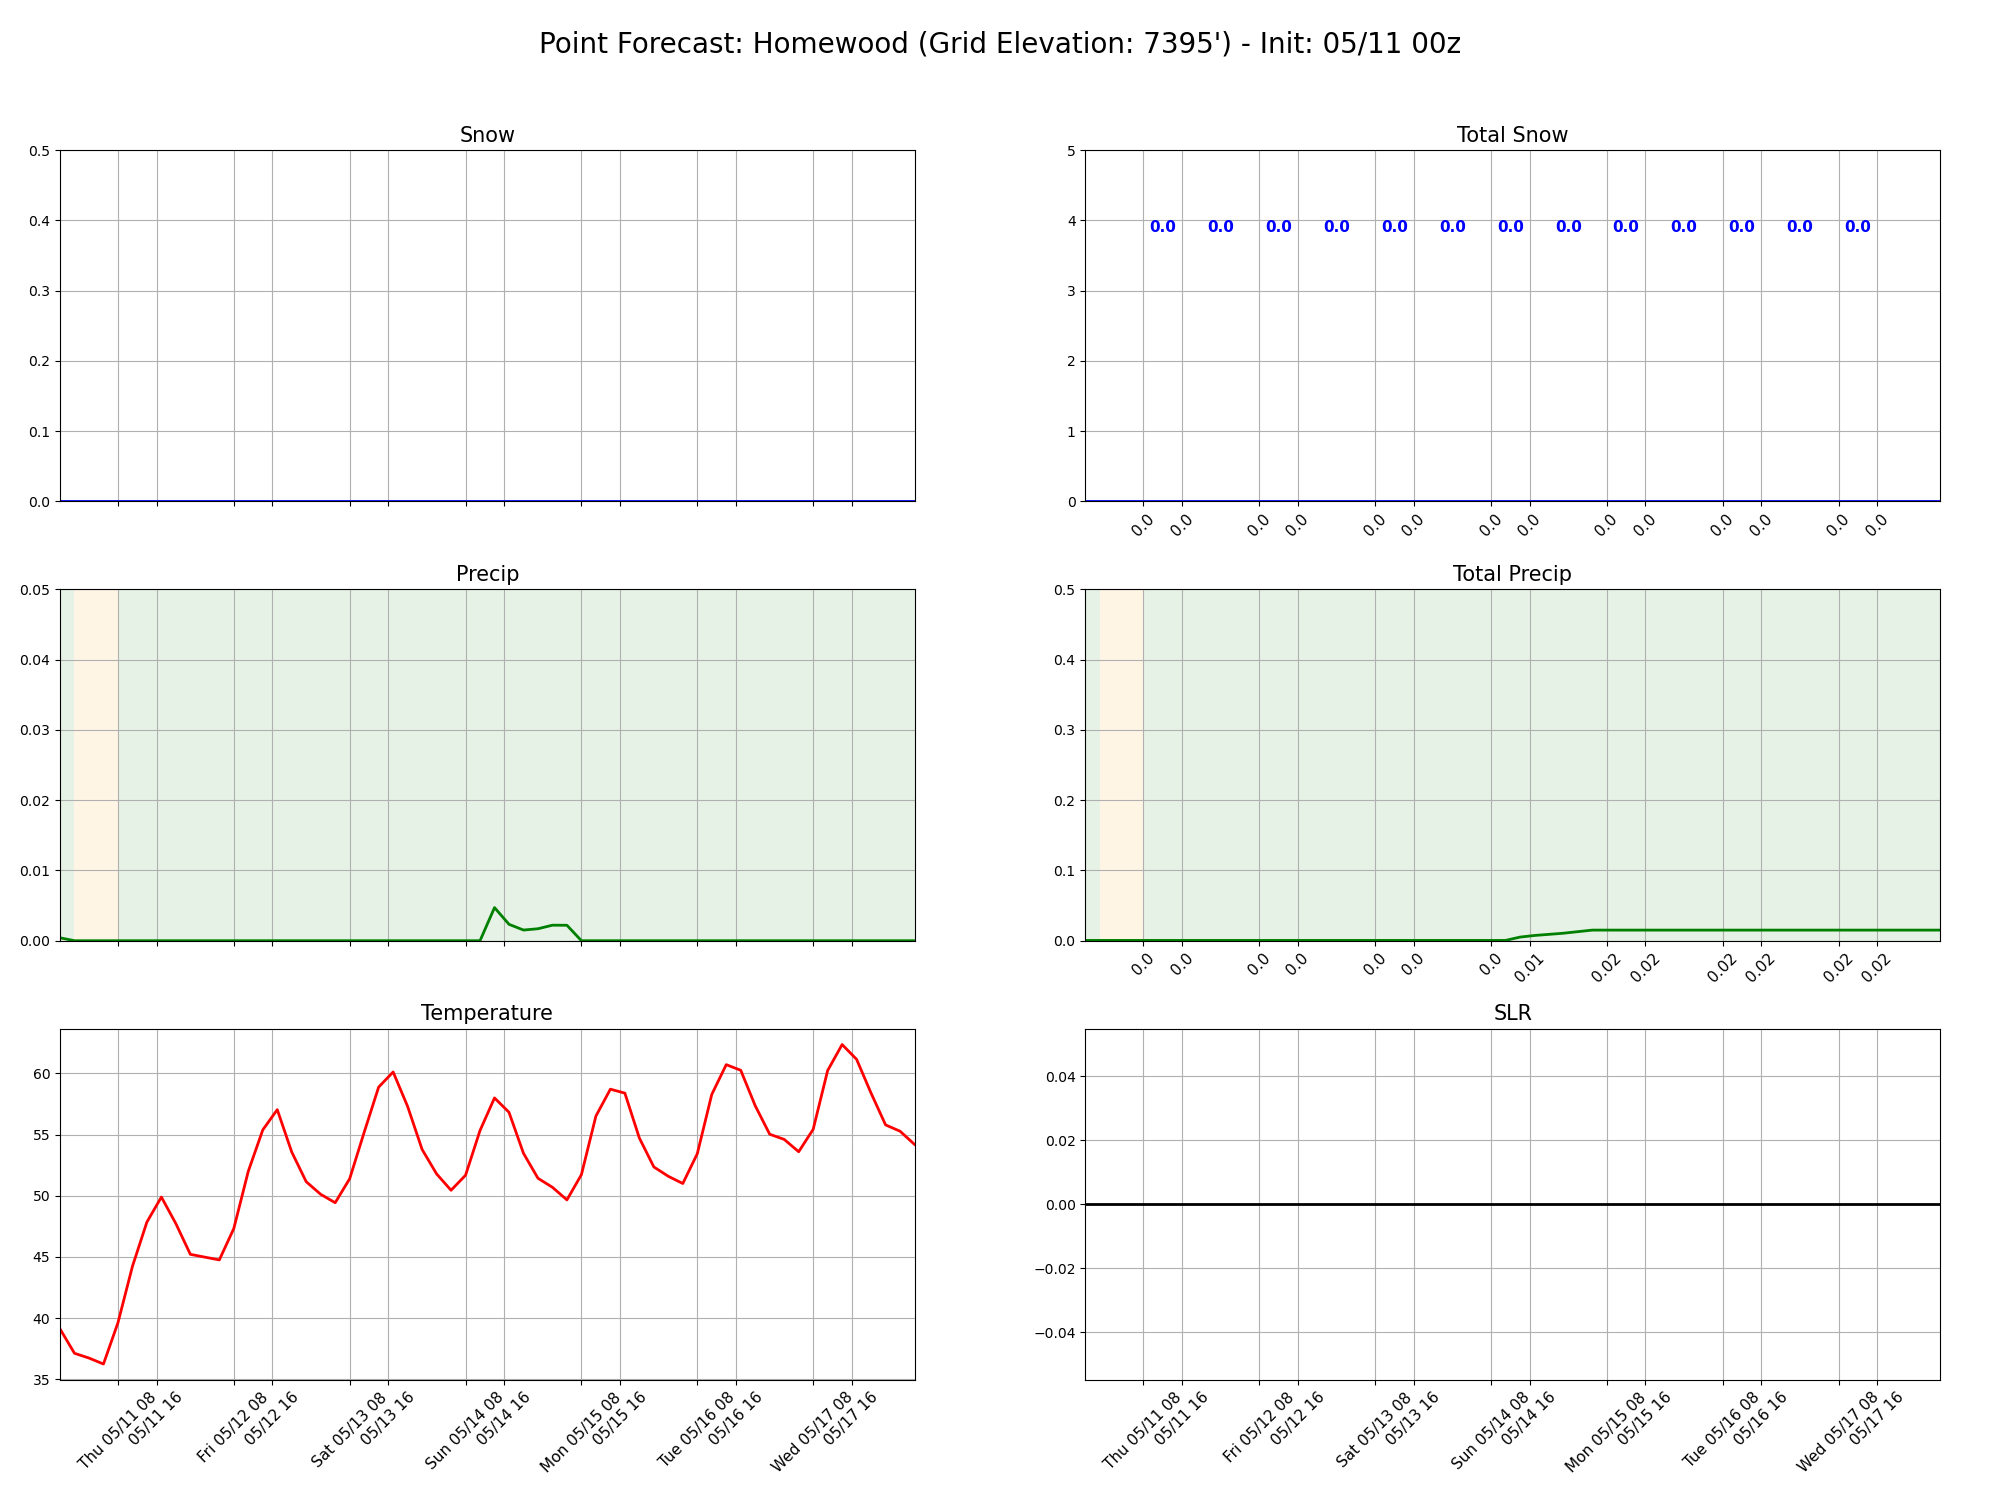 Point Forecast: Homewood (Grid Elevation: 7395') - Init: 05/11 00z
Snow
0.5
0.4
0.3
0.2
0.1
0.0
Total Snow
5
4
3
2
1
0
0.0 0.0 0.0 0.0 0.0 0.0 0.0 0.0 0.0 0.0 0.0 0.0 0.0
0.0 0.0 0.0 0.0 0.0 0.0 0.0 0.0 0.0 0.0 0.0 0.0 0.0 0.0
Precip
0.05
0.04
0.03
0.02
0.01
0.00
Total Precip
0.5
0.4
0.3
0.2
0.1
0.0
0.0 0.0 0.0 0.0 0.0 0.0 0.0 0.01 0.02 0.02 0.02 0.02 0.02 0.02
Temperature
60
55
50
45
40
35
Thu 05/11 08
05/11 16
Fri 05/12 08
05/12 16
Sat 05/13 08
05/13 16
Sun 05/14 08
05/14 16
Mon 05/15 08
05/15 16
Tue 05/16 08
05/16 16
Wed 05/17 08
05/17 16
SLR
0.04
0.02
0.00
−0.02
−0.04
Thu 05/11 08
05/11 16
Fri 05/12 08
05/12 16
Sat 05/13 08
05/13 16
Sun 05/14 08
05/14 16
Mon 05/15 08
05/15 16
Tue 05/16 08
05/16 16
Wed 05/17 08
05/17 16